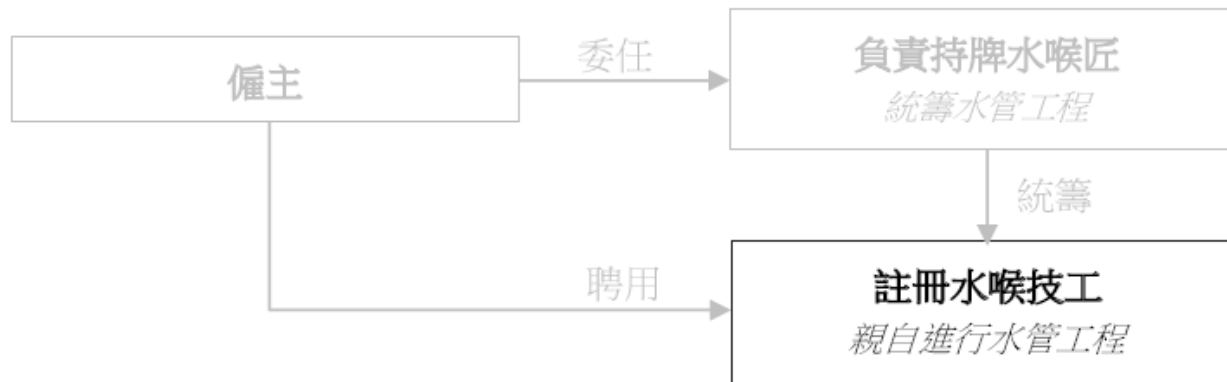 僱主
委任
負責持牌水喉匠
統籌水管工程
統籌
聘用
註冊水喉技工
親自進行水管工程